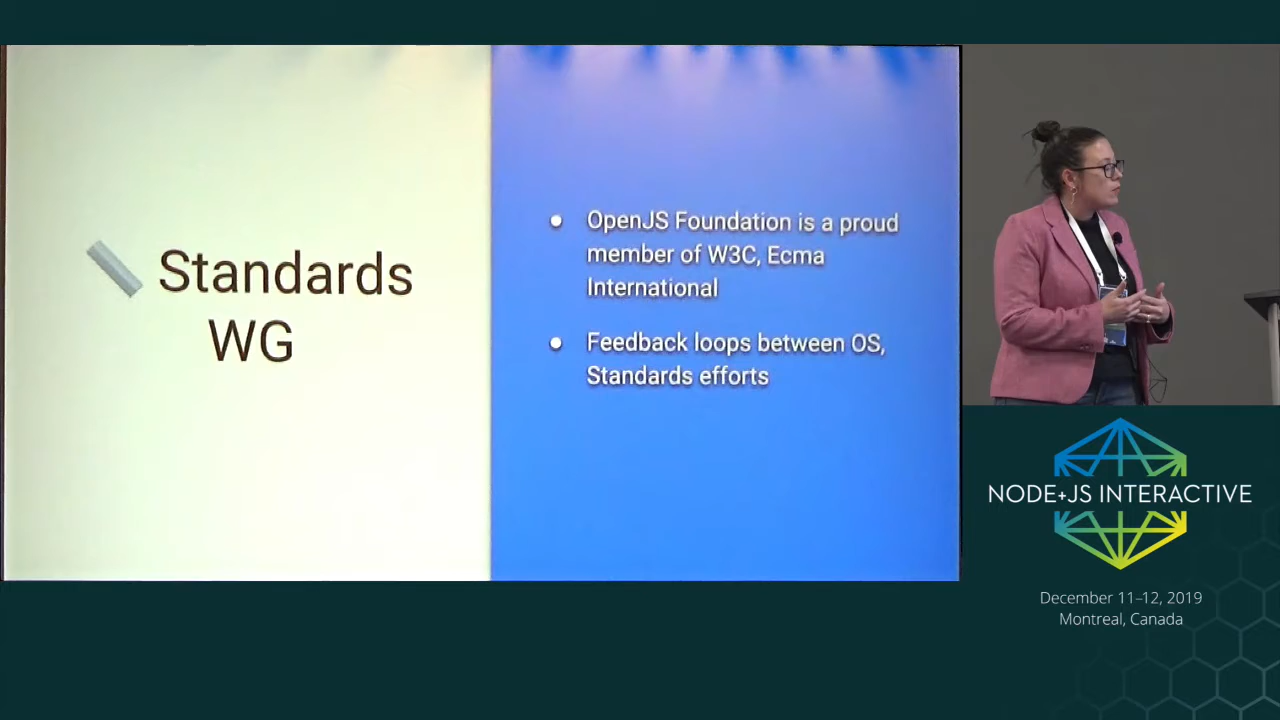 Standards
WG
● OpenJS Foundation is a proud
member of W3C, Ecma
International
● Feedback loops between OS,
Standards efforts
NODE+JS INTERACTIVE
December 11–12, 2019
Montreal, Canada